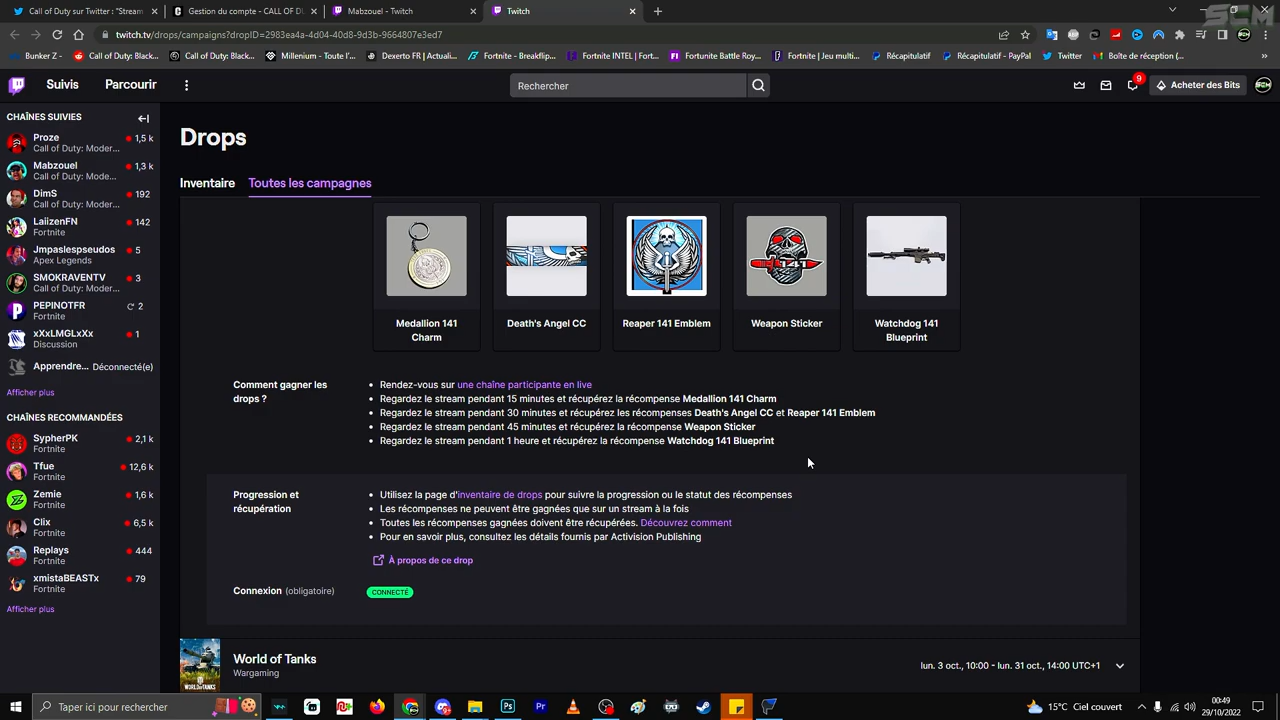 Call of Duty sur Twitter : "Stream
Gestion du compte - CALL OF D
Mabzouel - Twitch
Twitch
SCM
twitch.tv/drops/campaigns?dropID=2983ea4a-4d04-40d8-9d3b-9664807e3ed7
Bunker Z -
Call of Duty: Black...
Call of Duty: Black...
Millenium - Toute l'...
Dexerto FR | Actuali...
Fortnite - Breakflip...
Fortnite INTEL | Fort...
Fortunite Battle Roy...
Fortnite | Jeu multi...
Récapitulatif
Récapitulatif - PayPal
Twitter
Boîte de réception (...
Suivis
Parcourir
Rechercher
9
Acheter des Bits
CHAÎNES SUIVIES
Proze
1,5 k
Call of Duty: Moder...
Mabzouel
1,3 k
Call of Duty: Mode...
DimS
192
Call of Duty: Moder...
LaiizenFN
142
Fortnite
Jmpaslespseudos
5
Apex Legends
SMOKRAVENTV
3
Call of Duty: Moder...
PEPINOTFR
2
Fortnite
xXxLMGLxXx
1
Discussion
Apprendre...
Déconnecté(e)
Afficher plus
CHAÎNES RECOMMANDÉES
SypherPK
2,1 k
Fortnite
Tfue
12,6 k
Fortnite
Zemie
1,6 k
Fortnite
Clix
6,5 k
Fortnite
Replays
444
Fortnite
xmistaBEASTx
79
Fortnite
Afficher plus
Drops
Inventaire
Toutes les campagnes
141
Medallion 141
Charm
Death's Angel CC
Reaper 141 Emblem
Weapon Sticker
Watchdog 141
Blueprint
Comment gagner les
drops ?
• Rendez-vous sur une chaîne participante en live
• Regardez le stream pendant 15 minutes et récupérez la récompense Medallion 141 Charm
• Regardez le stream pendant 30 minutes et récupérez les récompenses Death's Angel CC et Reaper 141 Emblem
• Regardez le stream pendant 45 minutes et récupérez la récompense Weapon Sticker
• Regardez le stream pendant 1 heure et récupérez la récompense Watchdog 141 Blueprint
Progression et
récupération
• Utilisez la page d'inventaire de drops pour suivre la progression ou le statut des récompenses
• Les récompenses ne peuvent être gagnées que sur un stream à la fois
• Toutes les récompenses gagnées doivent être récupérées. Découvrez comment
• Pour en savoir plus, consultez les détails fournis par Activision Publishing
À propos de ce drop
Connexion (obligatoire)
CONNECTÉ
World of Tanks
Wargaming
lun. 3 oct., 10:00 - lun. 31 oct., 14:00 UTC+1
Taper ici pour rechercher
Ps
Pr
15°C Ciel couvert
00:49
29/10/2022